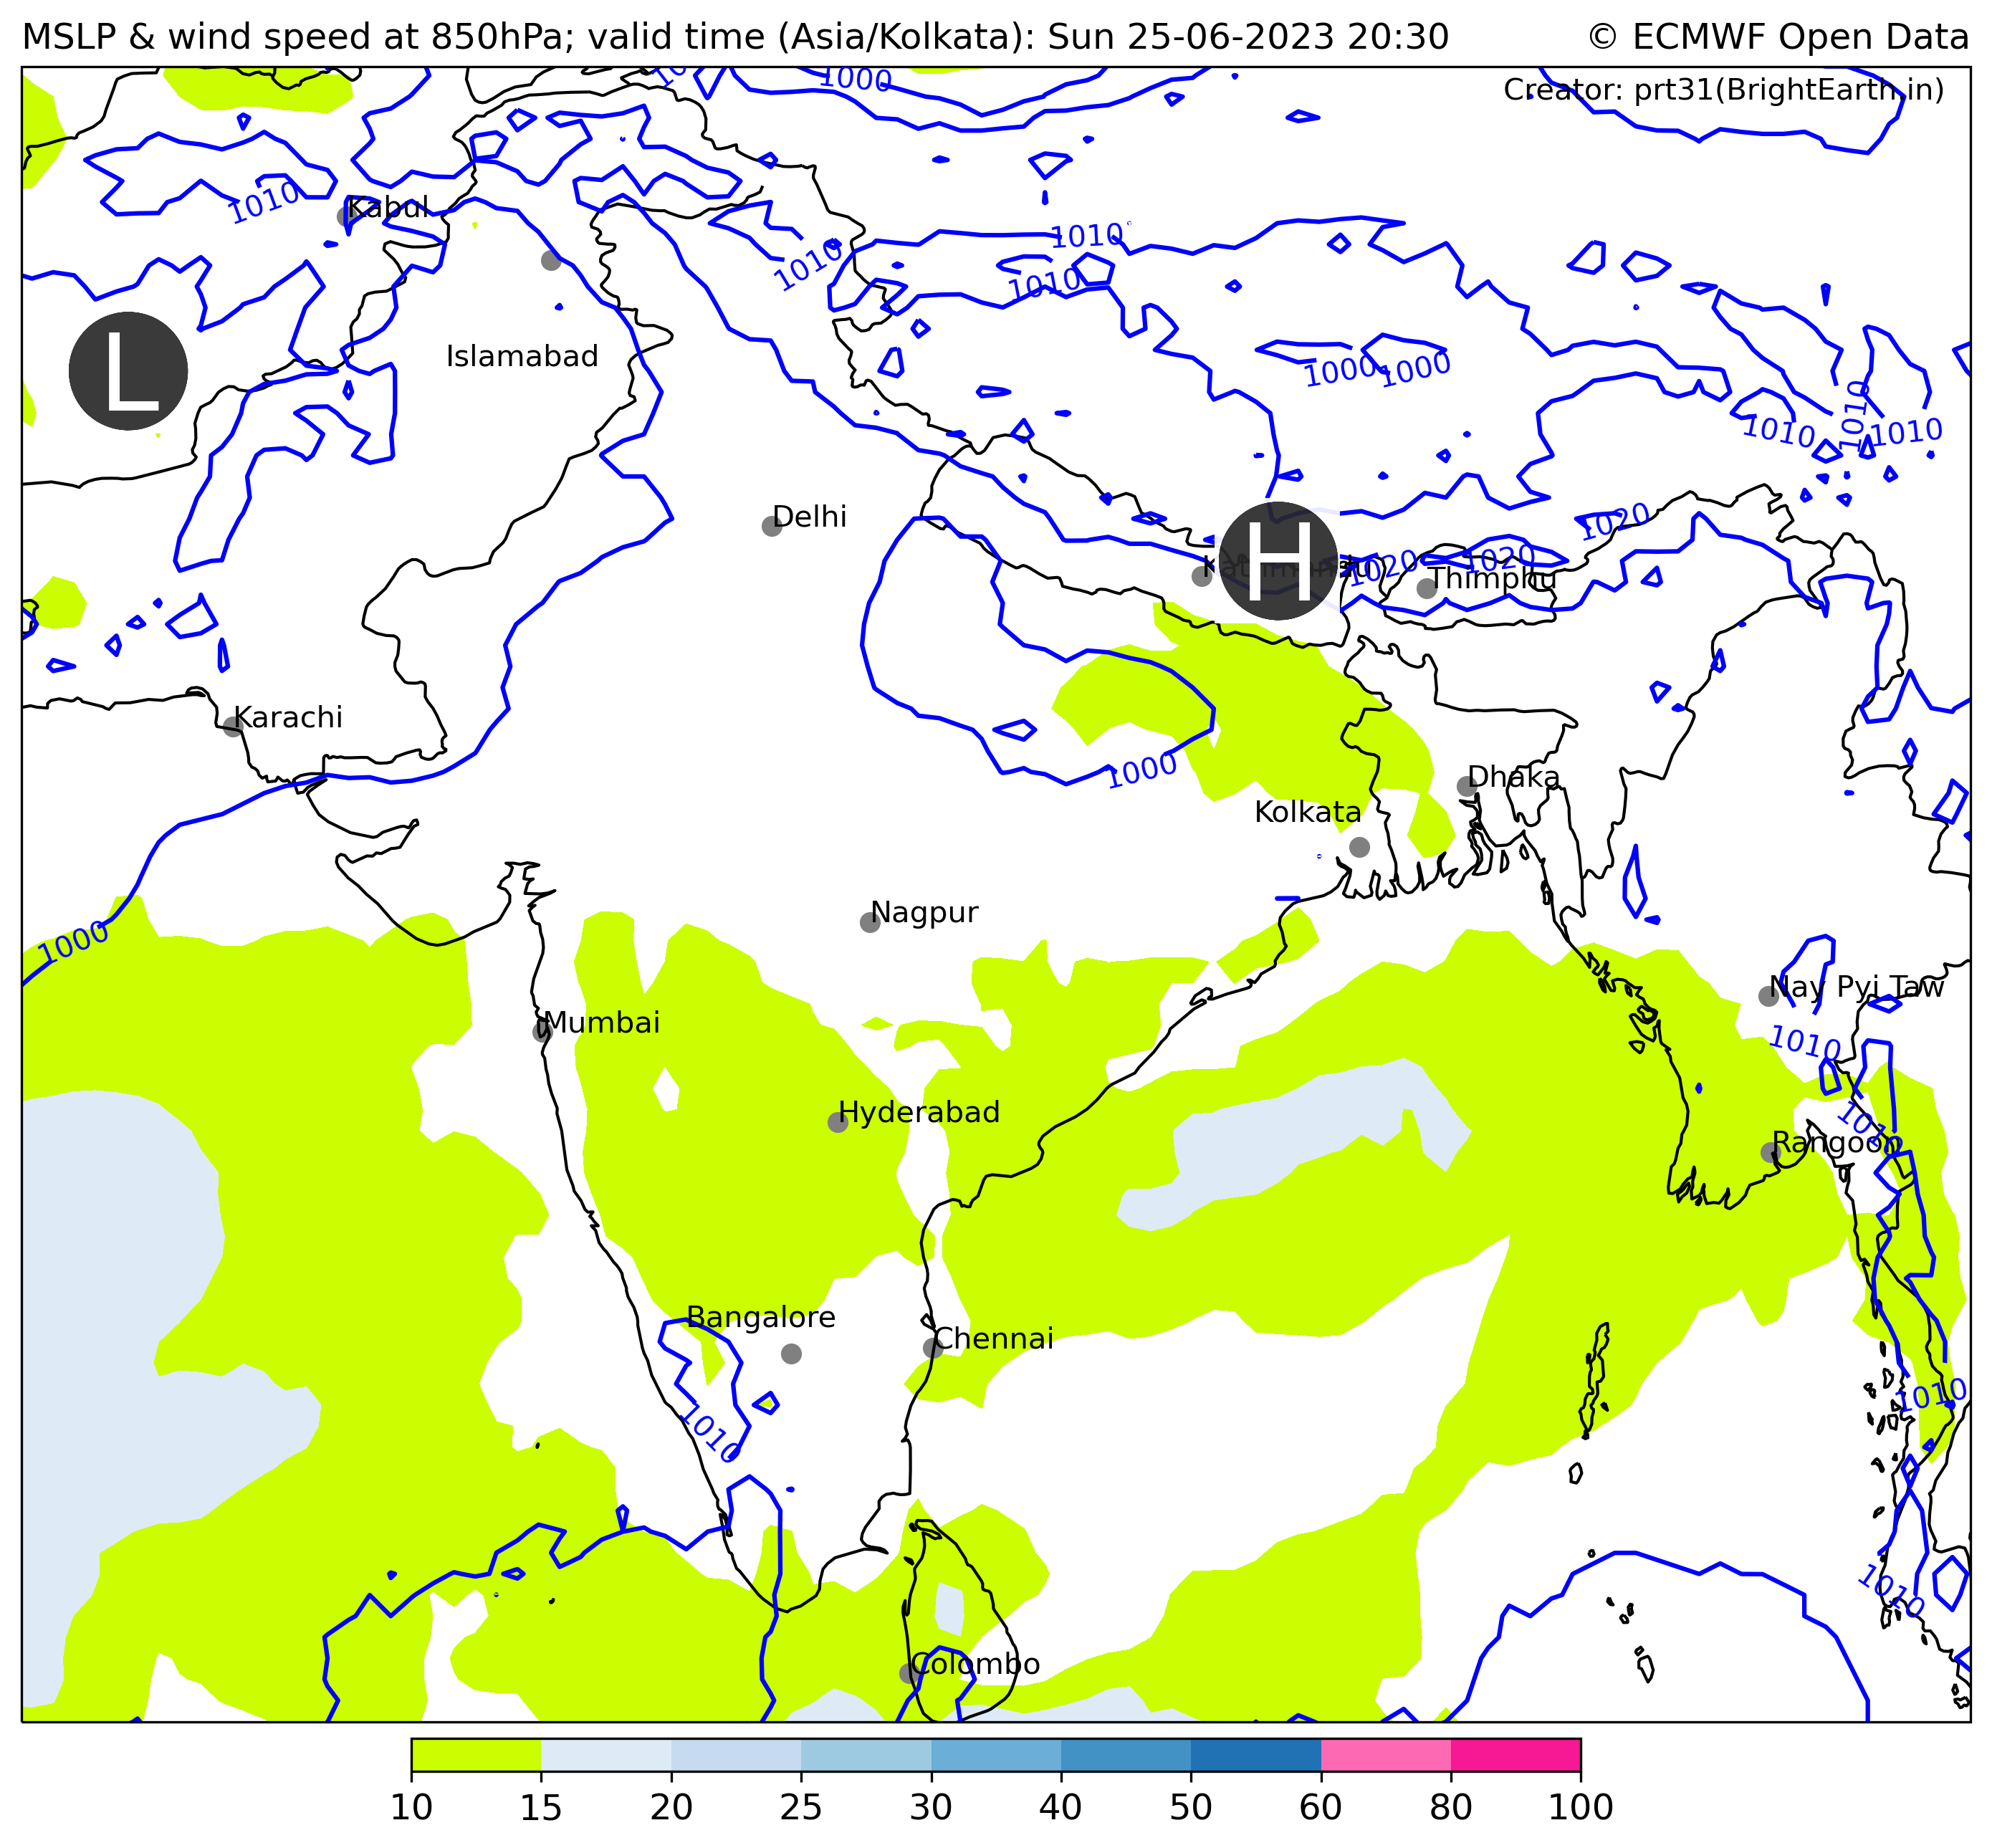 MSLP & wind speed at 850hPa; valid time (Asia/Kolkata): Sun 25-06-2023 20:30
© ECMWF Open Data
Creator: prt31(BrightEarth.in)
1000
1010
Kabul
1010
1010
1010
L
Islamabad
1000
1000
1010
1010
1010
Delhi
1020
H
1020
1020
Thimphu
Karachi
1000
Dhaka
Kolkata
Nagpur
1000
Nay Pyi Taw
Mumbai
1010
Hyderabad
1010
Rangoon
Bangalore
Chennai
1010
1010
1010
Colombo
10 15 20 25 30 40 50 60 80 100